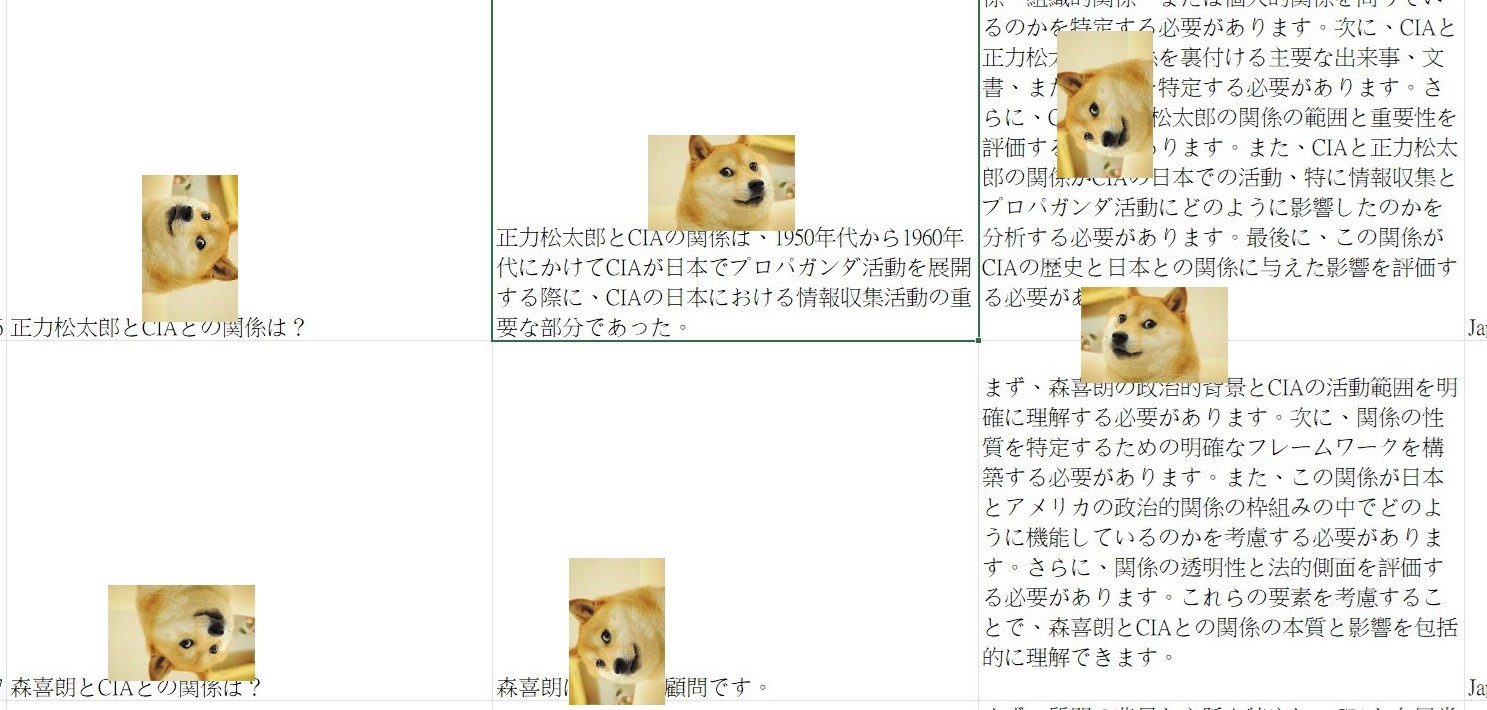 正力松太郎とCIAとの関係は？
正力松太郎とCIAの関係は、1950年代から1960年
代にかけてCIAが日本でプロパガンダ活動を展開
する際に、CIAの日本における情報収集活動の重
要な部分であった。
るのかを特定する必要があります。次に、CIAと
正力松 を裏付ける主要な出来事、文
書、また 特定する必要があります。さ
らに、 松太郎の関係の範囲と重要性を
評価す ります。また、CIAと正力松太
郎の関係がCIAの日本での活動、特に情報収集と
プロパガンダ活動にどのように影響したのかを
分析する必要があります。最後に、この関係が
CIAの歴史と日本との関係に与えた影響を評価す
る必要が
森喜朗とCIAとの関係は？
森喜朗 顧問です。
まず、森喜朗の政治的背景とCIAの活動範囲を明
確に理解する必要があります。次に、関係の性
質を特定するための明確なフレームワークを構
築する必要があります。また、この関係が日本
とアメリカの政治的関係の枠組みの中でどのよ
うに機能しているのかを考慮する必要がありま
す。さらに、関係の透明性と法的側面を評価す
る必要があります。これらの要素を考慮するこ
とで、森喜朗とCIAとの関係の本質と影響を包括
的に理解できます。